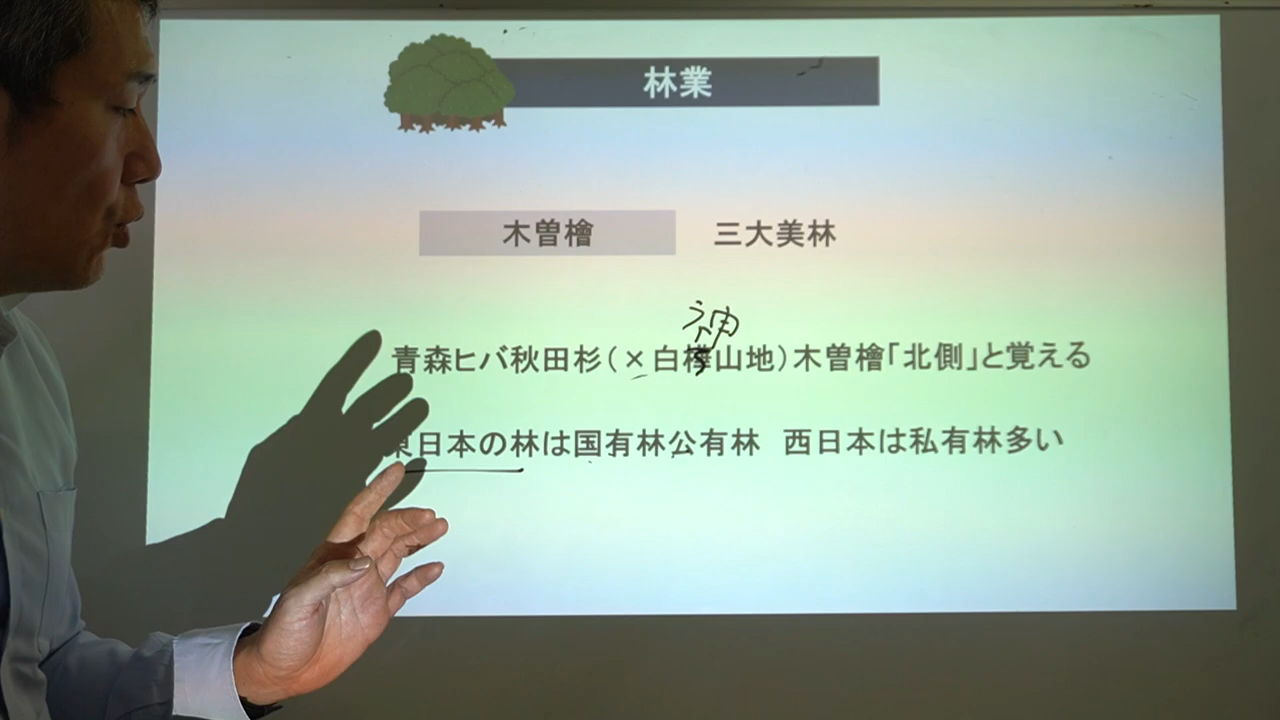 林業
木曽檜 三大美林
神
青森ヒバ秋田杉(×白樺山地)木曽檜「北側」と覚える
東日本の林は国有林公有林 西日本は私有林多い